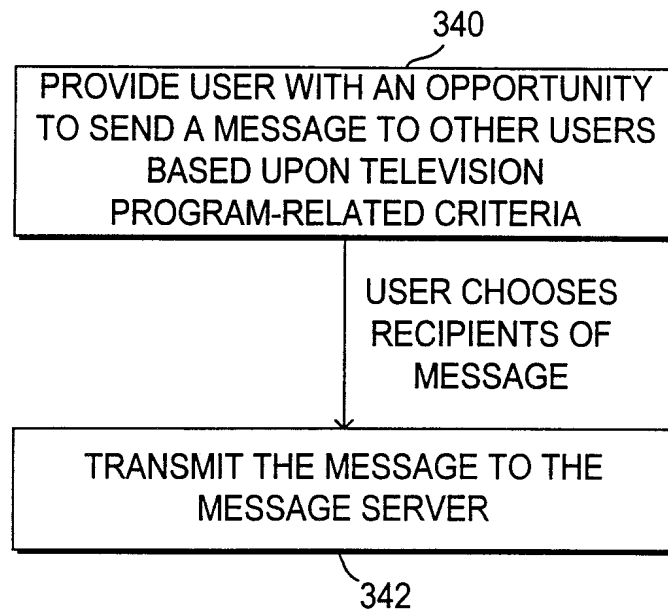 340
PROVIDE USER WITH AN OPPORTUNITY
TO SEND A MESSAGE TO OTHER USERS
BASED UPON TELEVISION
PROGRAM-RELATED CRITERIA
USER CHOOSES
RECIPIENTS OF
MESSAGE
TRANSMIT THE MESSAGE TO THE
MESSAGE SERVER
342